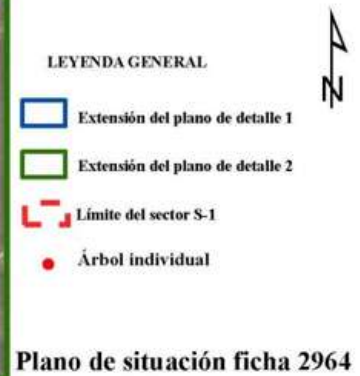 N
LEYENDA GENERAL
Extensión del plano de detalle 1
Extensión del plano de detalle 2
Límite del sector S-1
Árbol individual
Plano de situación ficha 2964